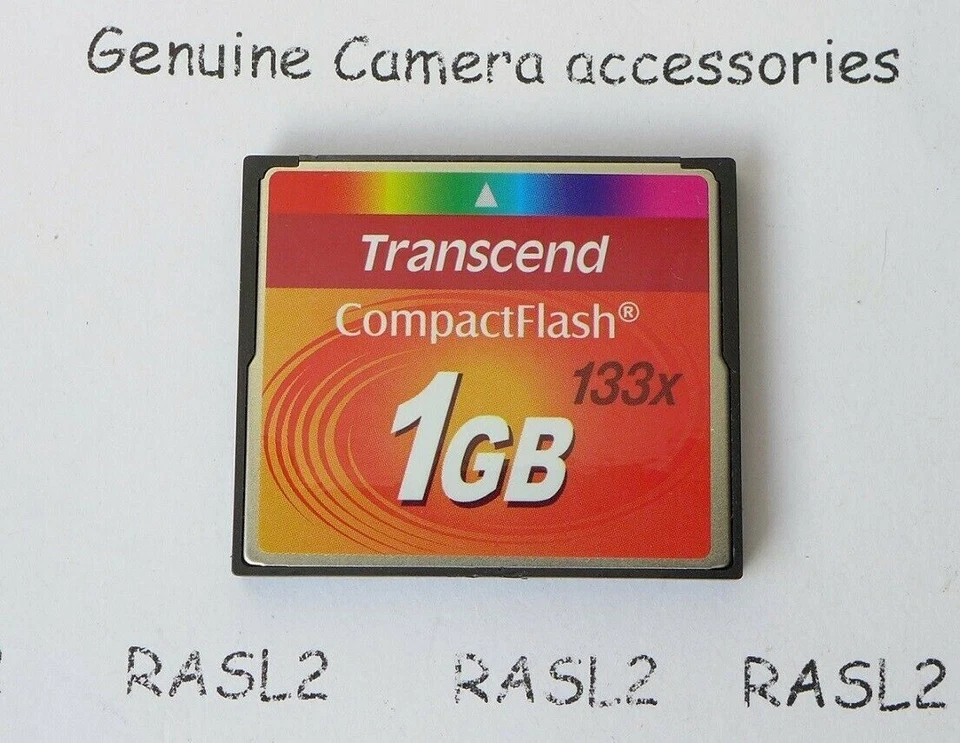 Genuine Camera accessories
Transcend
CompactFlash®
133x
1GB
RASL2 RASL2 RASL2